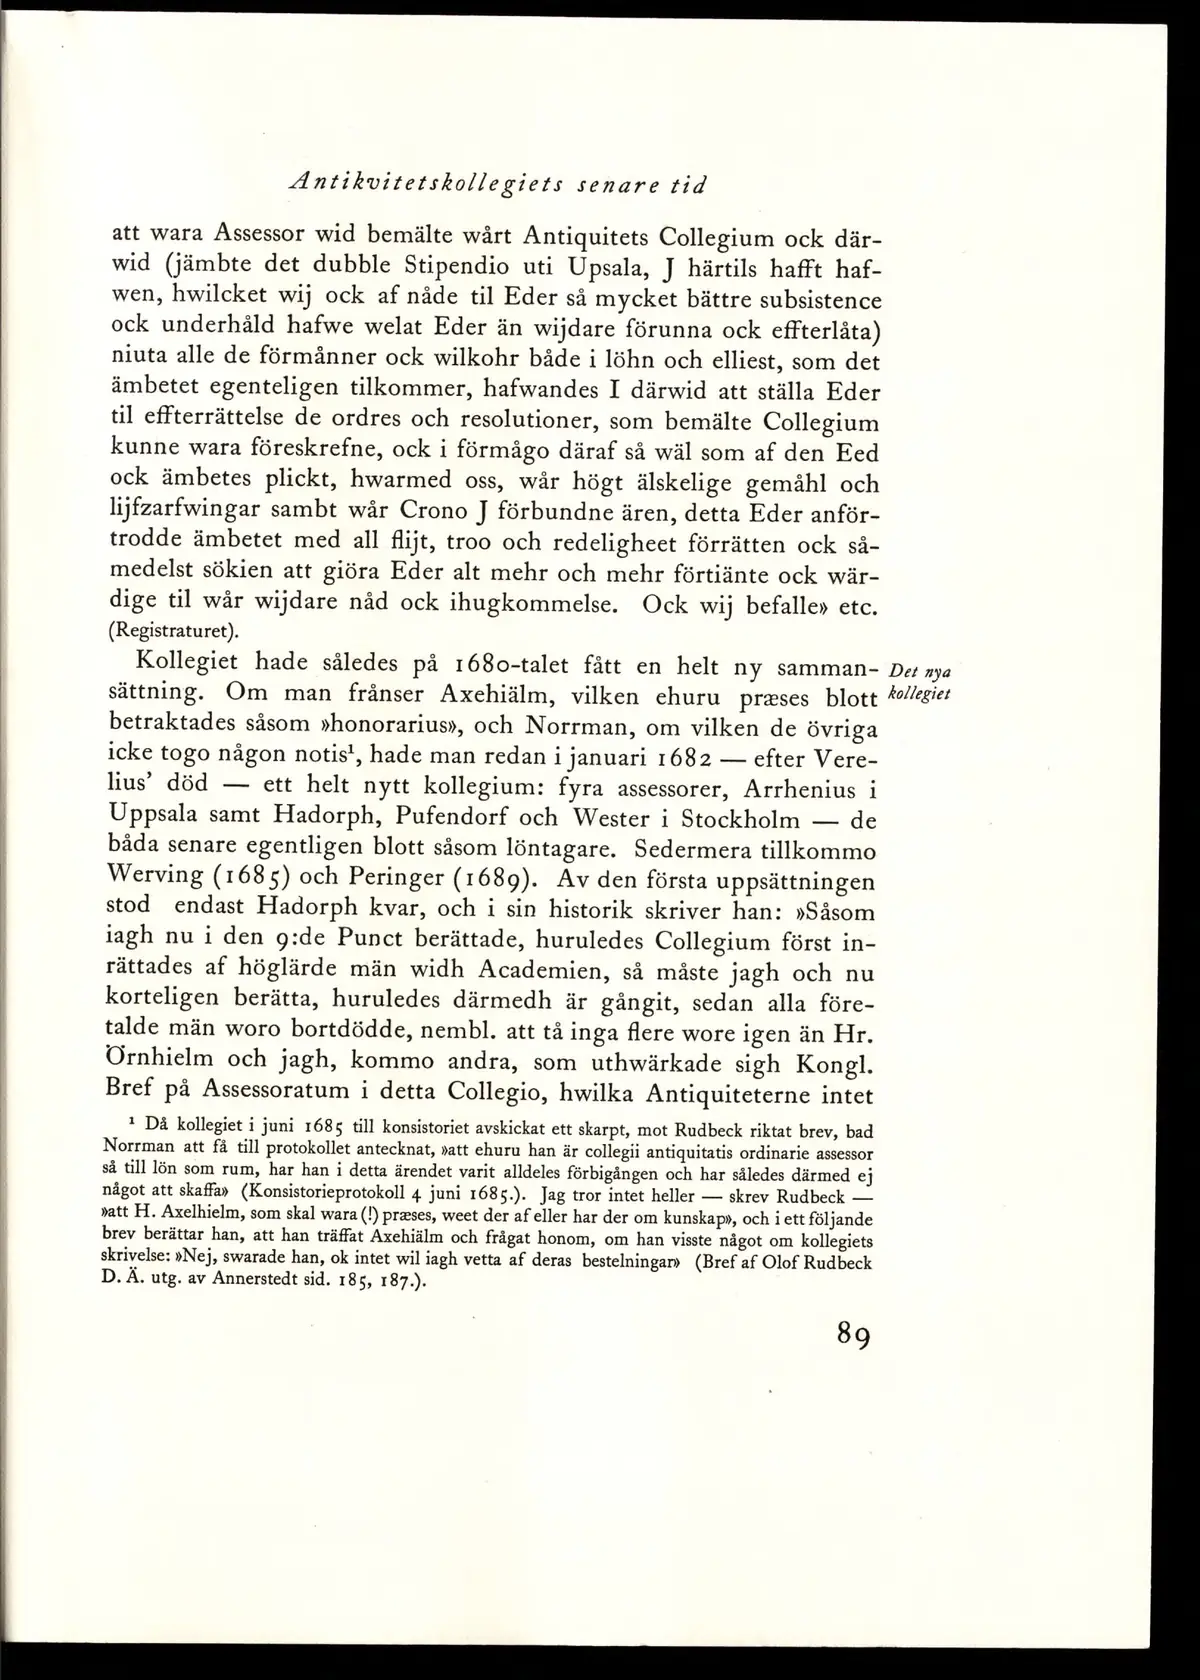 Antikvitetskollegiets senare tid
att wara Assessor wid bemälte wårt Antiquitets Collegium ock där-
wid (jämbte det dubble Stipendio uti Upsala, J härtils hafft haf-
wen, hwilcket wij ock af nåde til Eder så mycket bättre subsistence
ock underhåld hafwe welat Eder än wijdare förunna ock effterlåta)
niuta alle de förmånner ock wilkohr både i löhn och elliest, som det
ämbetet egenteligen tilkommer, hafwandes I därwid att ställa Eder
til effterrättelse de ordres och resolutioner, som bemälte Collegium
kunne wara föreskrefne, ock i förmågo däraf så wäl som af den Eed
ock ämbetes plickt, hwarmed oss, wår högt älskelige gemåhl och
lijfzarfwingar sambt wår Crono J förbundne ären, detta Eder anför-
trodde ämbetet med all flijt, troo och redeligheet förrätten ock så-
medelst sökien att giöra Eder alt mehr och mehr förtiänte ock wär-
dige til wår wijdare nåd ock ihugkommelse. Ock wij befalle» etc.
(Registraturet).
Kollegiet hade således på 1680-talet fått en helt ny samman-
Det nya
sättning. Om man frånser Axehiälm, vilken ehuru præses blott
kollegiet
betraktades såsom »honorarius», och Norrman, om vilken de övriga
icke togo någon notis¹, hade man redan i januari 1682 — efter Vere-
lius’ död — ett helt nytt kollegium: fyra assessorer, Arrhenius i
Uppsala samt Hadorph, Pufendorf och Wester i Stockholm — de
båda senare egentligen blott såsom löntagare. Sedermera tillkommo
Werving (1685) och Peringer (1689). Av den första uppsättningen
stod endast Hadorph kvar, och i sin historik skriver han: »Såsom
iagh nu i den 9:de Punct berättade, huruledes Collegium först in-
rättades af höglärde män widh Academien, så måste jagh och nu
korteligen berätta, huruledes därmedh är gångit, sedan alla före-
talde män woro bortdödde, nembl. att tå inga flere wore igen än Hr.
Örnhielm och jagh, kommo andra, som uthwärkade sigh Kongl.
Bref på Assessoratum i detta Collegio, hwilka Antiquiteterne intet
¹ Då kollegiet i juni 1685 till konsistoriet avskickat ett skarpt, mot Rudbeck riktat brev, bad
Norrman att få till protokollet antecknat, »att ehuru han är collegii antiquitatis ordinarie assessor
så till lön som rum, har han i detta ärendet varit alldeles förbigången och har således därmed ej
något att skaffa» (Konsistorieprotokoll 4 juni 1685.). Jag tror intet heller — skrev Rudbeck —
»att H. Axelhielm, som skal wara (!) præses, weet der af eller har der om kunskap», och i ett följande
brev berättar han, att han träffat Axehiälm och frågat honom, om han visste något om kollegiets
skrivelse: »Nej, swarade han, ok intet wil iagh vetta af deras bestelningar» (Bref af Olof Rudbeck
D. Ä. utg. av Annerstedt sid. 185, 187.).
89